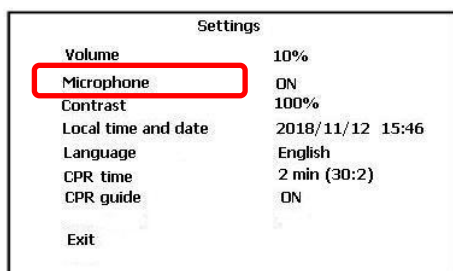 Settings
Volume 10%
Microphone ON
Contrast 100%
Local time and date 2018/11/12 15:46
Language English
CPR time 2 min (30:2)
CPR guide ON
Exit